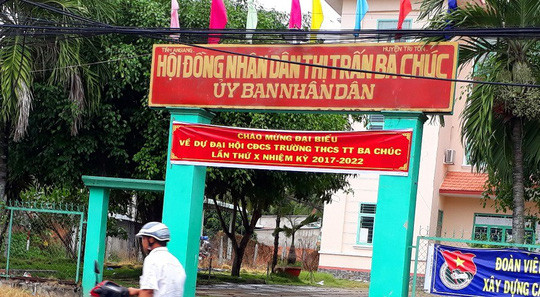 TỈNH AN GIANG
HUYỆN TRI TÔN
HỘI ĐỒNG NHÂN DÂN THỊ TRẤN BA CHÚC
ỦY BAN NHÂN DÂN
CHÀO MỪNG ĐẠI BIỂU
VỀ DỰ ĐẠI HỘI CĐCS TRƯỜNG THCS TT BA CHÚC
LẦN THỨ X NHIỆM KỲ 2017-2022
ĐOÀN VIÊ
XÂY DỰNG